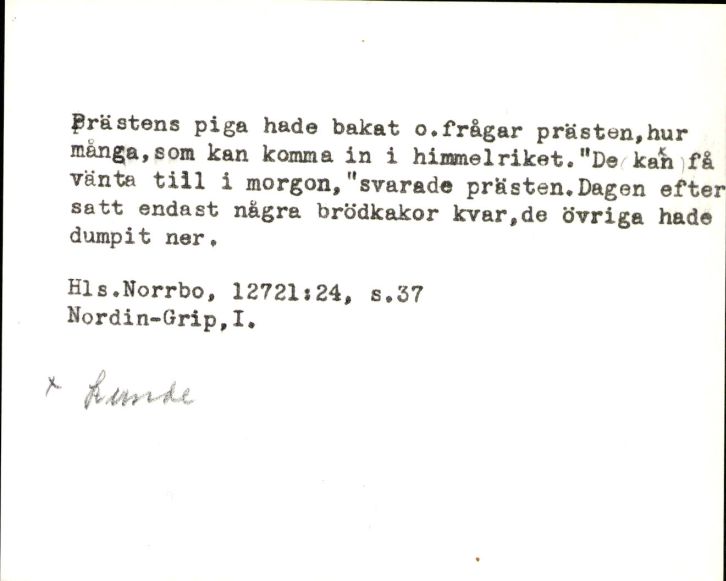 Prästens piga hade bakat o.frågar prästen,hur
många,som kan komma in i himmelriket."De (kan) få
vänta till i morgon,"svarade prästen.Dagen efter
satt endast några brödkakor kvar,de övriga hade
dumpit ner.
Hls.Norrbo, 12721:24, s.37
Nordin-Grip,I.
x kunde